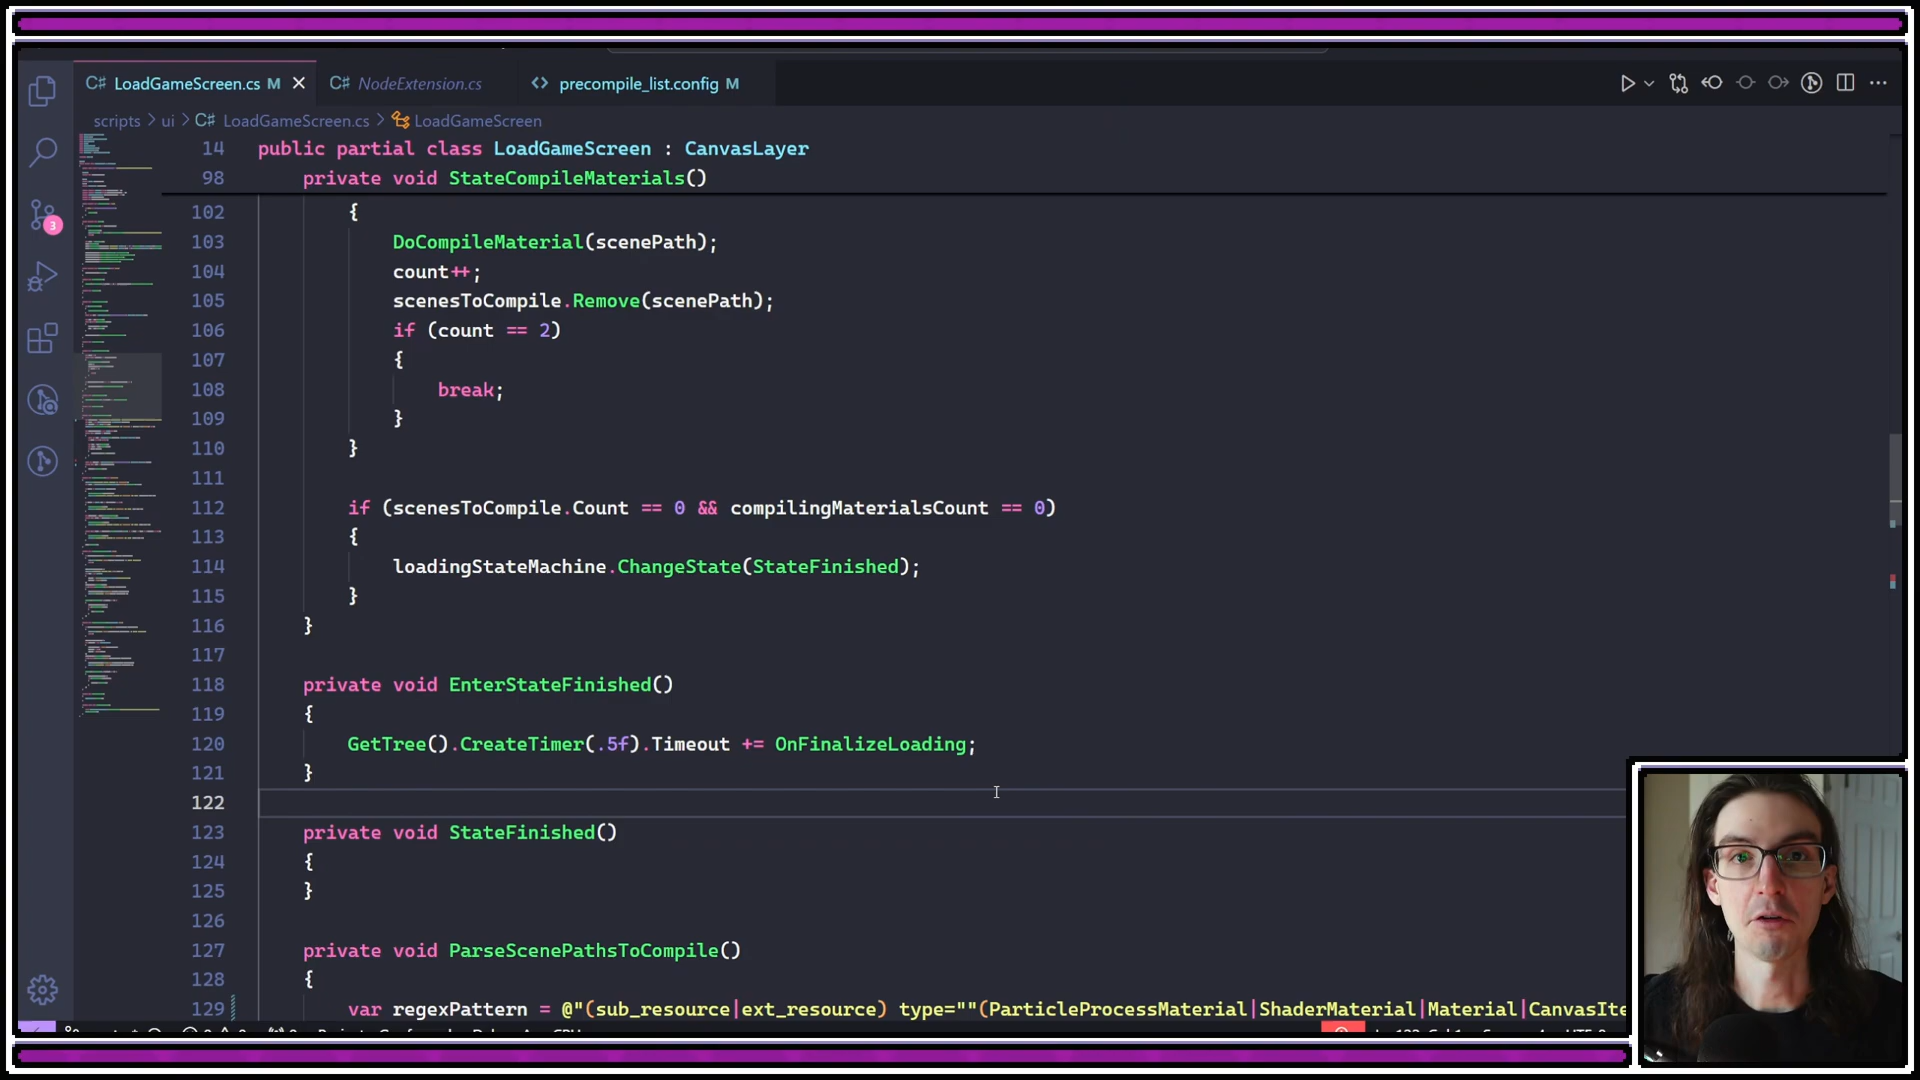 C# LoadGameScreen.cs M
C# NodeExtension.cs
<> precompile_list.config M
scripts > ui > C# LoadGameScreen.cs > LoadGameScreen
14 public partial class LoadGameScreen : CanvasLayer
98 private void StateCompileMaterials()
102 {
103 DoCompileMaterial(scenePath);
104 count++;
105 scenesToCompile.Remove(scenePath);
106 if (count == 2)
107 {
108 break;
109 }
110 }
111
112 if (scenesToCompile.Count == 0 && compilingMaterialsCount == 0)
113 {
114 loadingStateMachine.ChangeState(StateFinished);
115 }
116 }
117
118 private void EnterStateFinished()
119 {
120 GetTree().CreateTimer(.5f).Timeout += OnFinalizeLoading;
121 }
122
123 private void StateFinished()
124 {
125 }
126
127 private void ParseScenePathsToCompile()
128 {
129 var regexPattern = @"(sub_resource|ext_resource) type=""(ParticleProcessMaterial|ShaderMaterial|Material|CanvasIte
3